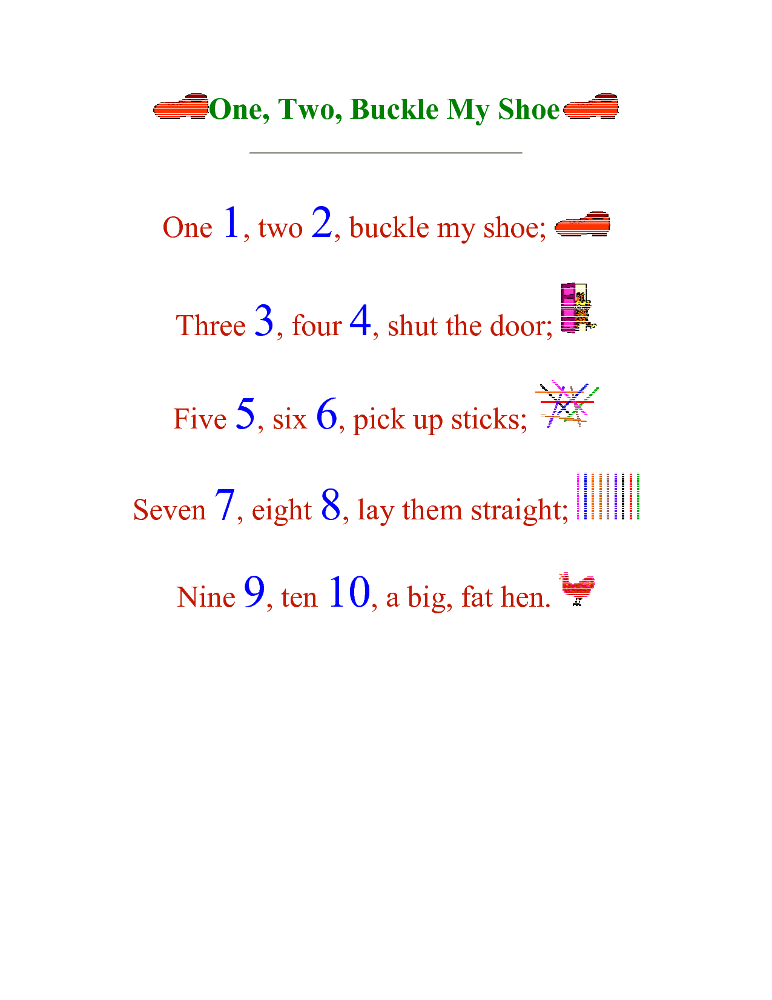 One, Two, Buckle My Shoe
One 1, two 2, buckle my shoe;
Three 3, four 4, shut the door;
Five 5, six 6, pick up sticks;
Seven 7, eight 8, lay them straight;
Nine 9, ten 10, a big, fat hen.